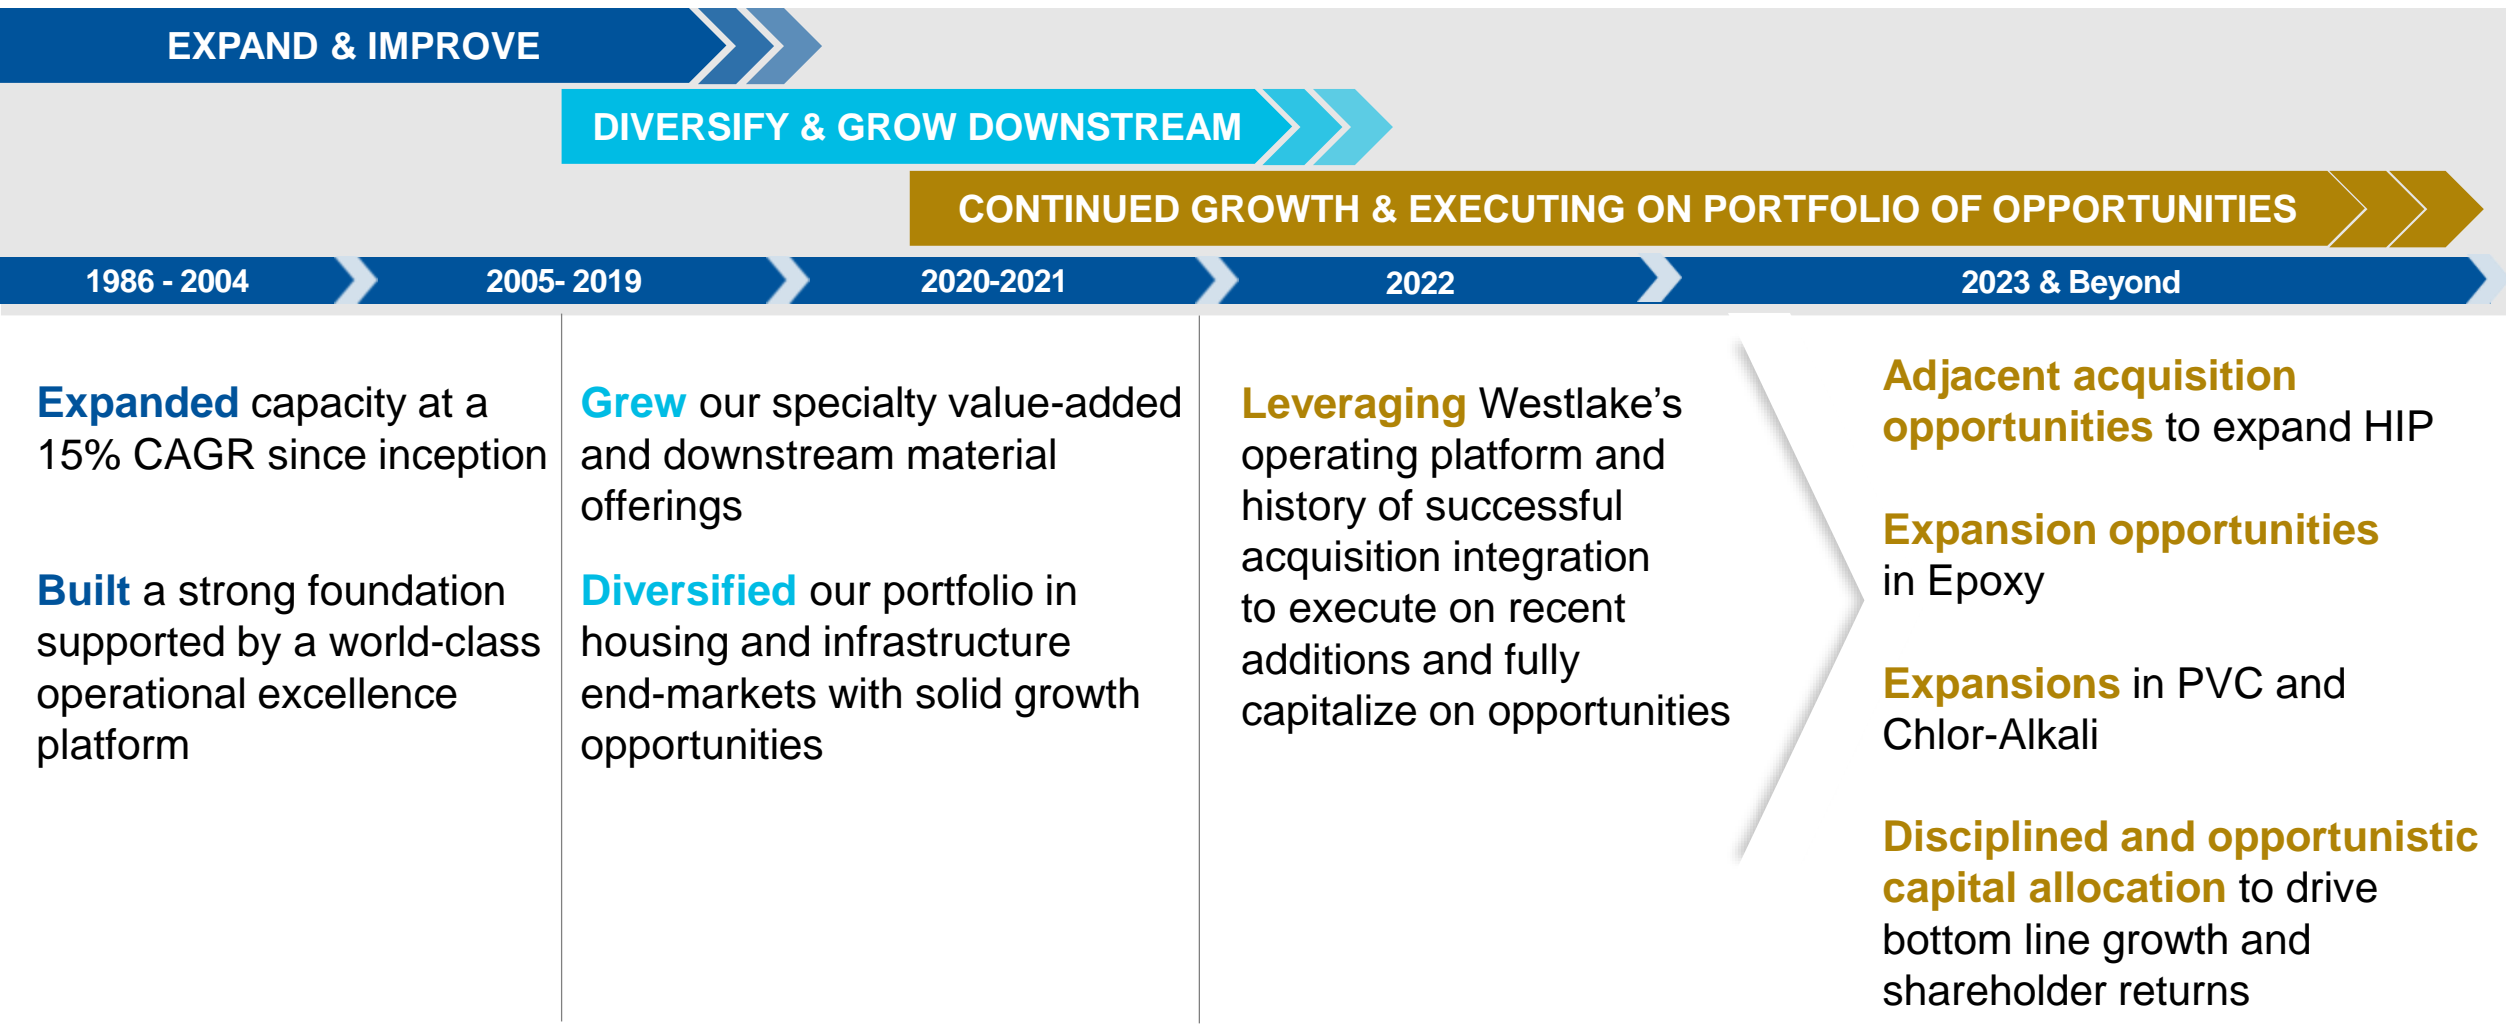 EXPAND & IMPROVE
DIVERSIFY & GROW DOWNSTREAM
CONTINUED GROWTH & EXECUTING ON PORTFOLIO OF OPPORTUNITIES
1986 - 2004
2005- 2019
2020-2021
2022
2023 & Beyond
Expanded capacity at a
15% CAGR since inception
Built a strong foundation
supported by a world-class
operational excellence
platform
Grew our specialty value-added
and downstream material
offerings
Diversified our portfolio in
housing and infrastructure
end-markets with solid growth
opportunities
Leveraging Westlake’s
operating platform and
history of successful
acquisition integration
to execute on recent
additions and fully
capitalize on opportunities
Adjacent acquisition
opportunities to expand HIP
Expansion opportunities
in Epoxy
Expansions in PVC and
Chlor-Alkali
Disciplined and opportunistic
capital allocation to drive
bottom line growth and
shareholder returns